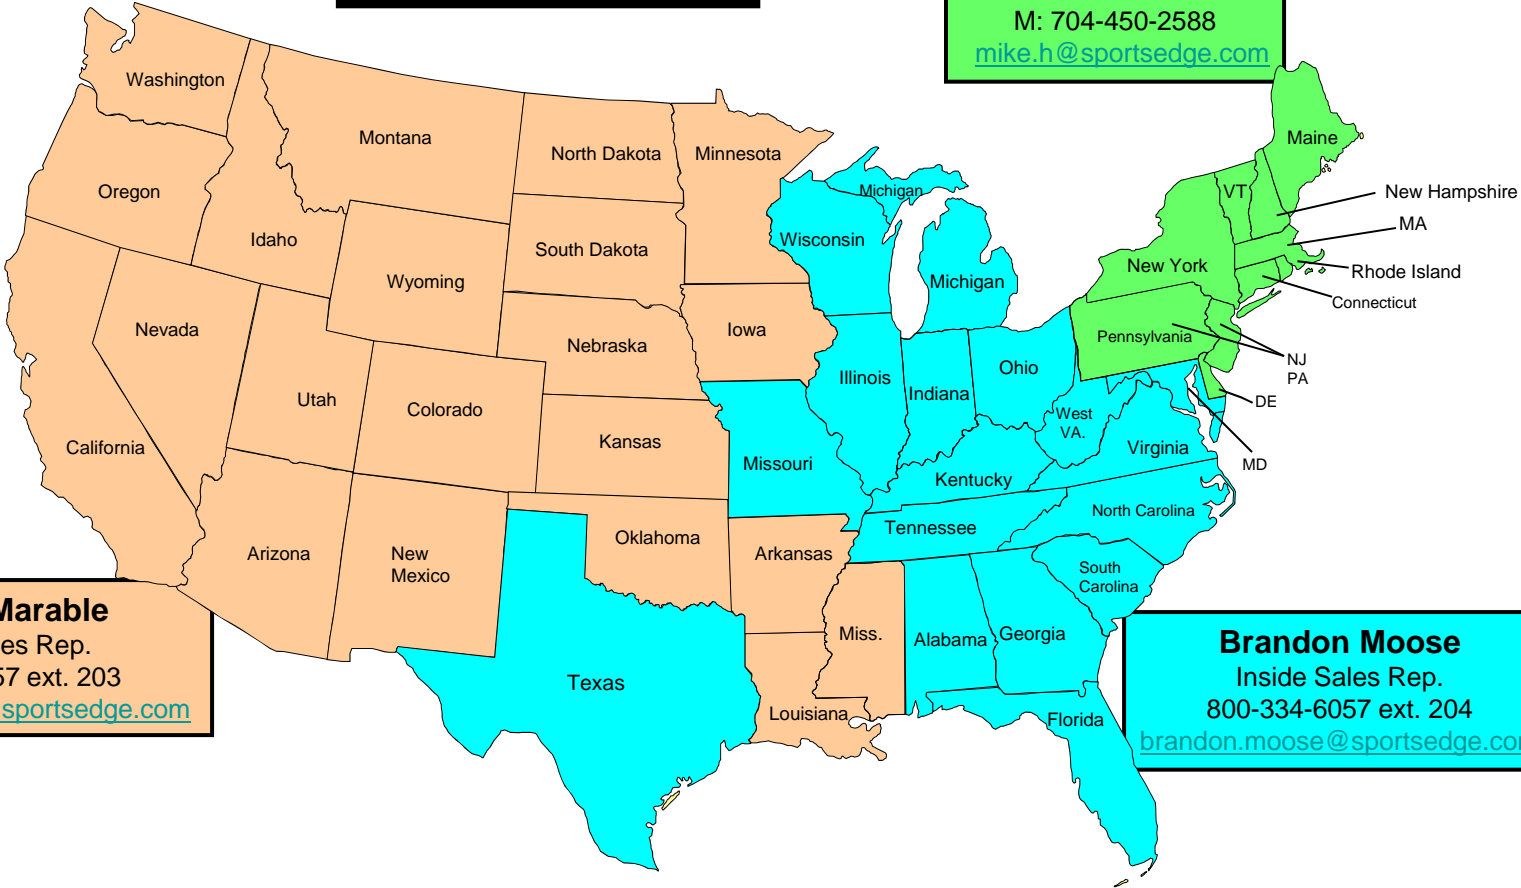 M: 704-450-2588
mike.h@sportsedge.com
Washington
Oregon
Idaho
Montana
North Dakota
Minnesota
Wyoming
South Dakota
Nevada
Utah
Colorado
Nebraska
Iowa
California
Kansas
Arizona
New
Mexico
Oklahoma
Arkansas
Miss.
Louisiana
Michigan
Wisconsin
Michigan
Illinois
Indiana
Ohio
Missouri
Kentucky
West
VA.
Virginia
Tennessee
North Carolina
South
Carolina
Alabama
Georgia
Texas
Florida
Maine
VT
New Hampshire
MA
New York
Rhode Island
Connecticut
Pennsylvania
NJ
PA
DE
MD
Marable
es Rep.
57 ext. 203
sportsedge.com
Brandon Moose
Inside Sales Rep.
800-334-6057 ext. 204
brandon.moose@sportsedge.co